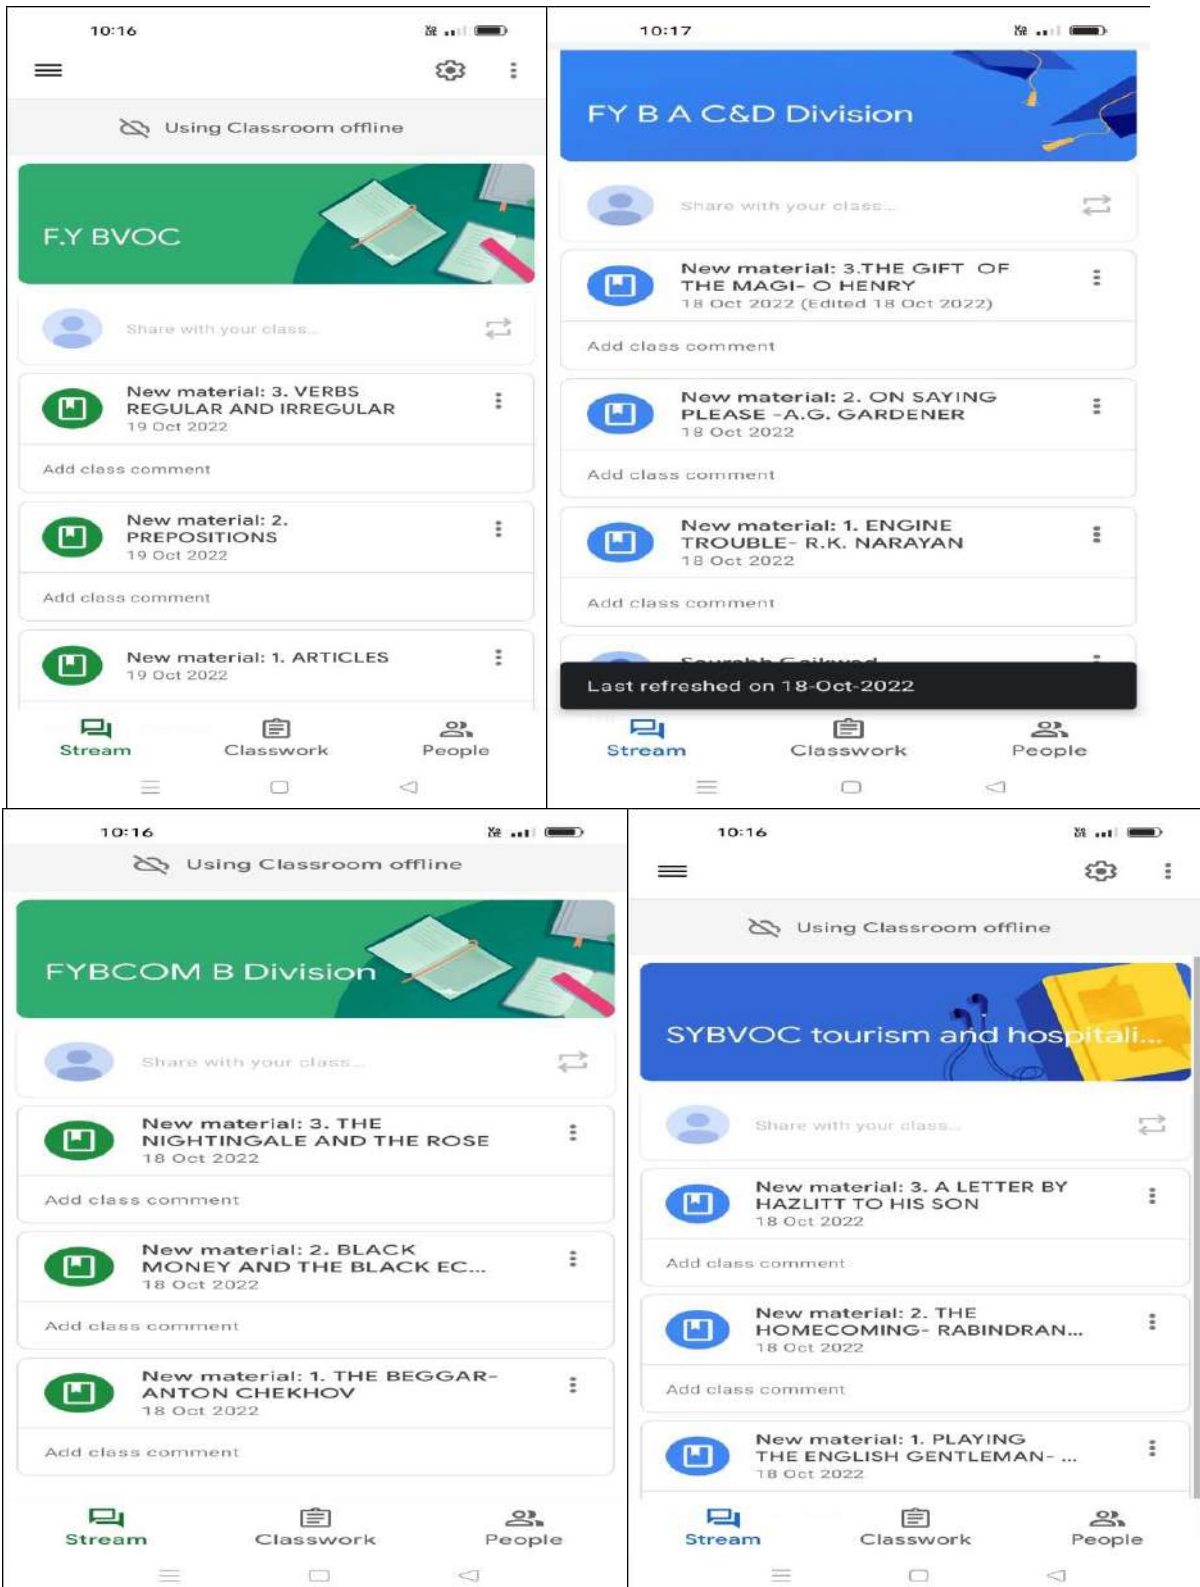 10:16
Using Classroom offline
F.Y BVOC
Share with your class...
New material: 3. VERBS
REGULAR AND IRREGULAR
19 Oct 2022
Add class comment
New material: 2.
PREPOSITIONS
19 Oct 2022
Add class comment
New material: 1. ARTICLES
19 Oct 2022
Stream
Classwork
People
10:17
FY B A C&D Division
Share with your class...
New material: 3.THE GIFT OF
THE MAGI- O HENRY
18 Oct 2022 (Edited 18 Oct 2022)
Add class comment
New material: 2. ON SAYING
PLEASE -A.G. GARDENER
18 Oct 2022
Add class comment
New material: 1. ENGINE
TROUBLE- R.K. NARAYAN
18 Oct 2022
Add class comment
Saurabh Gaikwad
Last refreshed on 18-Oct-2022
Stream
Classwork
People
10:16
Using Classroom offline
FYBCOM B Division
Share with your class...
New material: 3. THE
NIGHTINGALE AND THE ROSE
18 Oct 2022
Add class comment
New material: 2. BLACK
MONEY AND THE BLACK EC...
18 Oct 2022
Add class comment
New material: 1. THE BEGGAR-
ANTON CHEKHOV
18 Oct 2022
Add class comment
Stream
Classwork
People
10:16
Using Classroom offline
SYBVOC tourism and hospitali...
Share with your class...
New material: 3. A LETTER BY
HAZLITT TO HIS SON
18 Oct 2022
Add class comment
New material: 2. THE
HOMECOMING- RABINDRAN...
18 Oct 2022
Add class comment
New material: 1. PLAYING
THE ENGLISH GENTLEMAN- ...
18 Oct 2022
Stream
Classwork
People